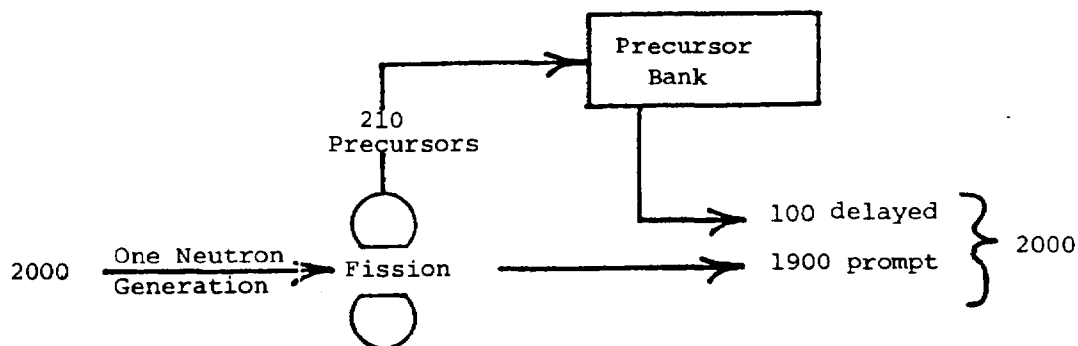 Precursor
Bank
210
Precursors
100 delayed
2000
One Neutron
Generation
Fission
1900 prompt
2000